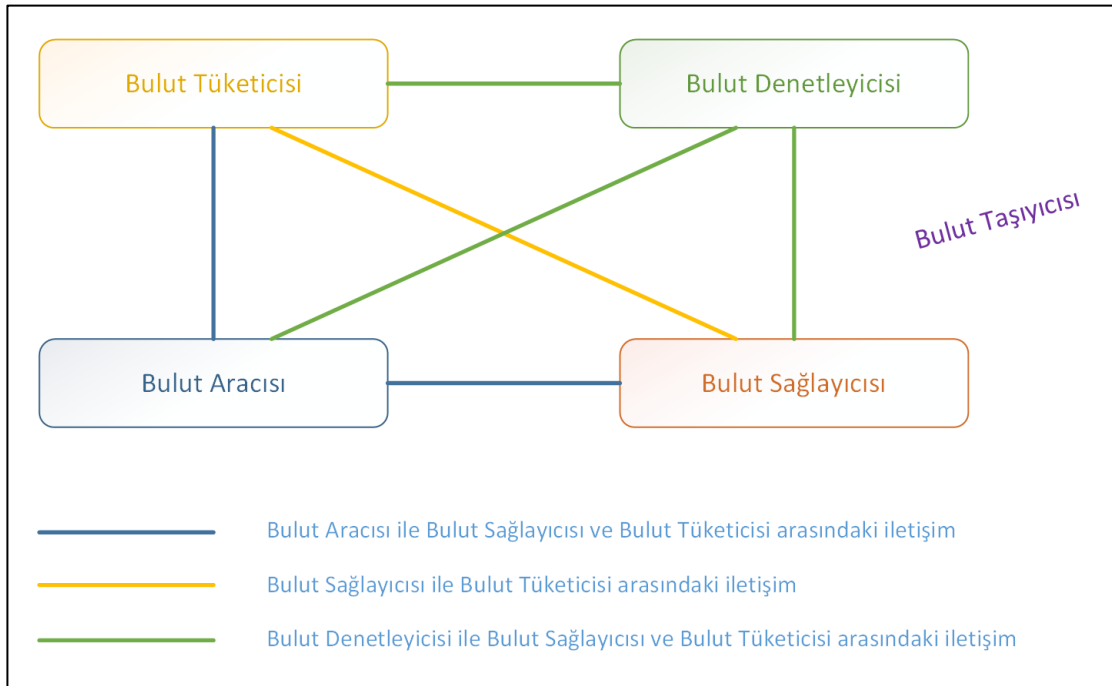 Bulut Tüketicisi
Bulut Denetleyicisi
Bulut Taşıyıcısı
Bulut Aracısı
Bulut Sağlayıcısı
Bulut Aracısı ile Bulut Sağlayıcısı ve Bulut Tüketicisi arasındaki iletişim
Bulut Sağlayıcısı ile Bulut Tüketicisi arasındaki iletişim
Bulut Denetleyicisi ile Bulut Sağlayıcısı ve Bulut Tüketicisi arasındaki iletişim